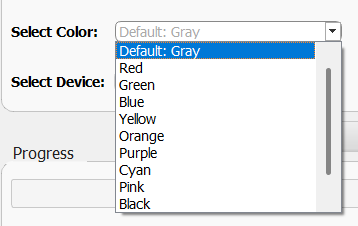 Select Color: Default: Gray
Default: Gray
Red
Green
Select Device:
Blue
Yellow
Orange
Progress
Purple
Cyan
Pink
Black